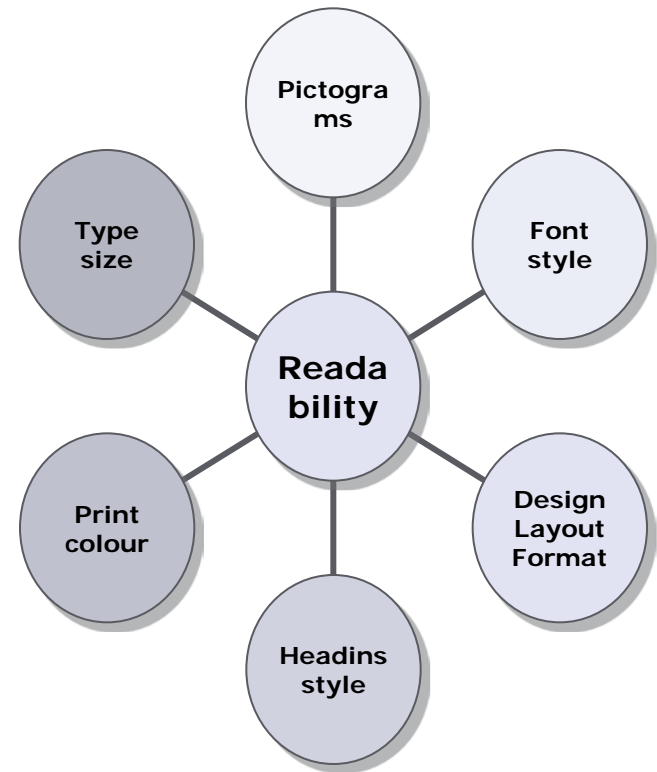 Pictogra
ms
Type
size
Font
style
Reada
bility
Print
colour
Design
Layout
Format
Headins
style